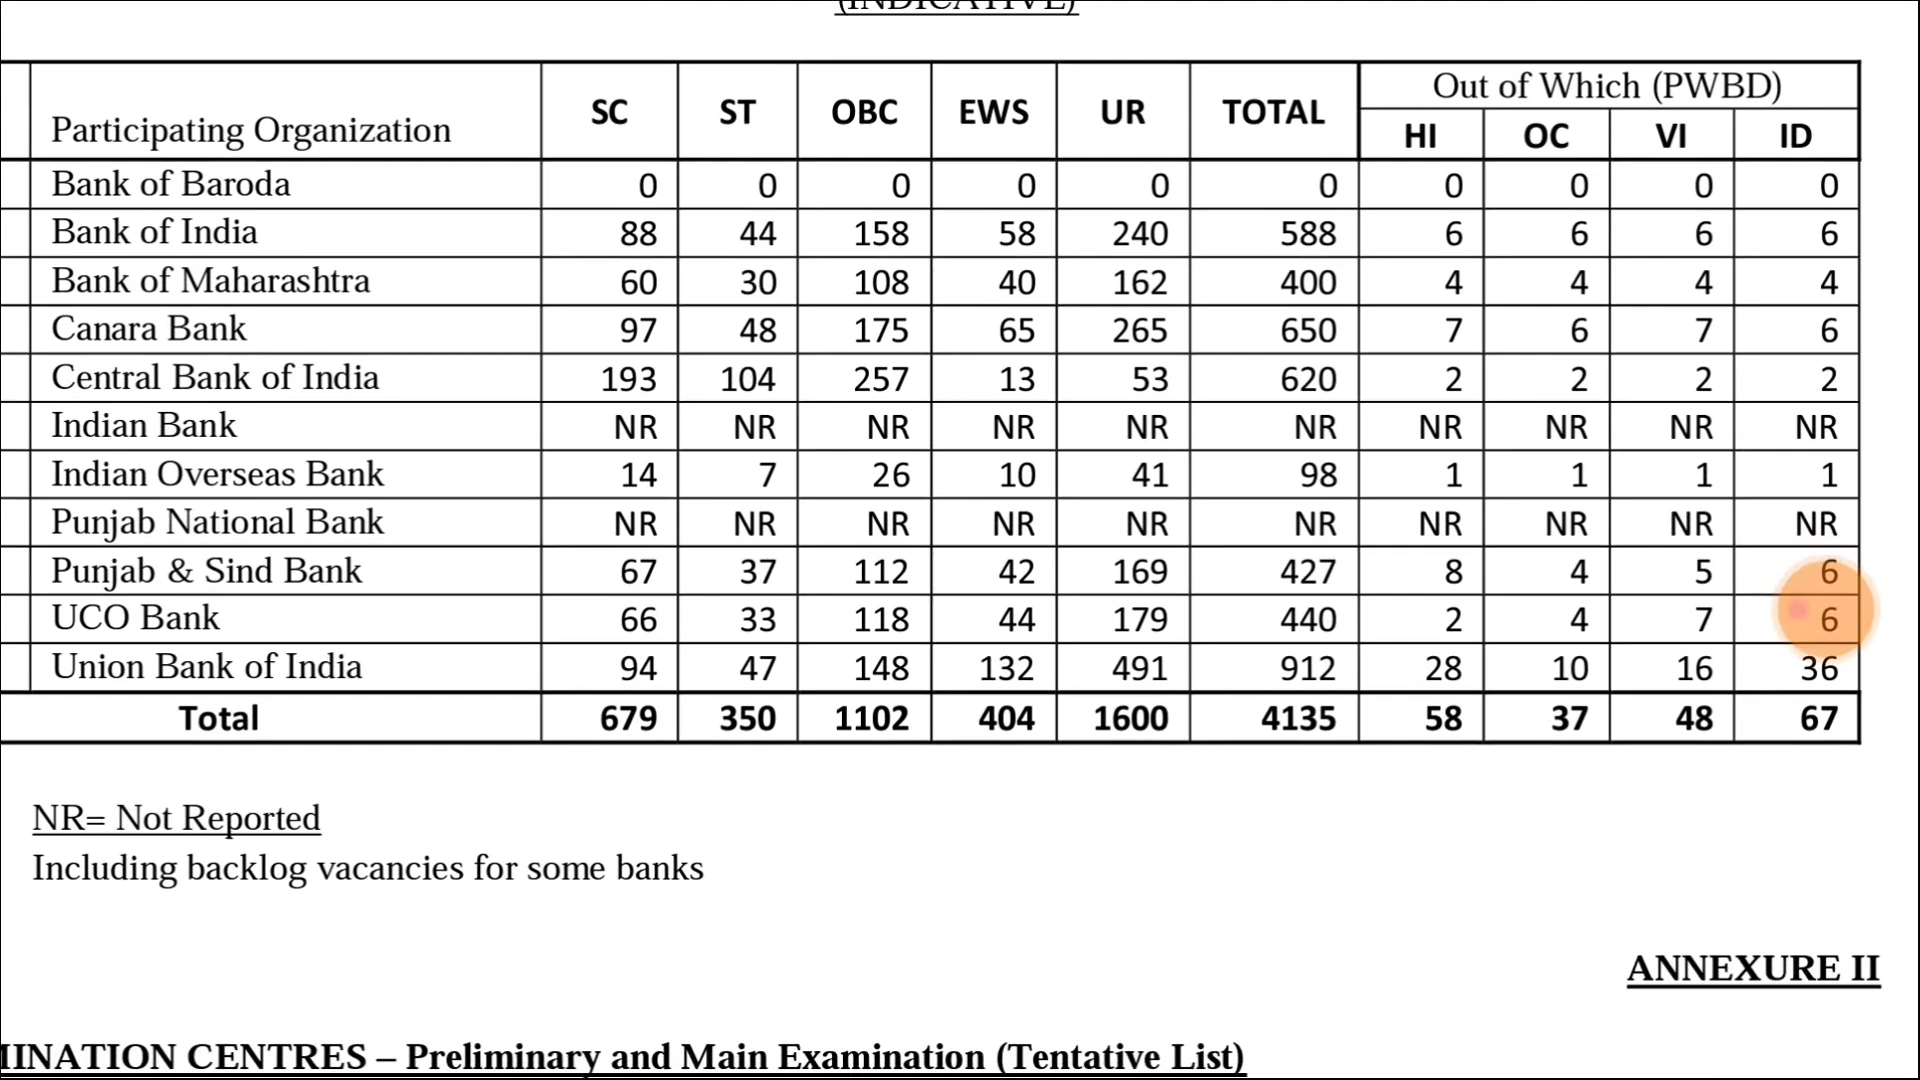 (INDICATIVE)
Participating Organization SC ST OBC EWS UR TOTAL Out of Which (PWBD)
HI OC VI ID
Bank of Baroda 0 0 0 0 0 0 0 0 0 0
Bank of India 88 44 158 58 240 588 6 6 6 6
Bank of Maharashtra 60 30 108 40 162 400 4 4 4 4
Canara Bank 97 48 175 65 265 650 7 6 7 6
Central Bank of India 193 104 257 13 53 620 2 2 2 2
Indian Bank NR NR NR NR NR NR NR NR NR NR
Indian Overseas Bank 14 7 26 10 41 98 1 1 1 1
Punjab National Bank NR NR NR NR NR NR NR NR NR NR
Punjab & Sind Bank 67 37 112 42 169 427 8 4 5 6
UCO Bank 66 33 118 44 179 440 2 4 7 6
Union Bank of India 94 47 148 132 491 912 28 10 16 36
Total 679 350 1102 404 1600 4135 58 37 48 67
NR= Not Reported
Including backlog vacancies for some banks
ANNEXURE II
MINATION CENTRES – Preliminary and Main Examination (Tentative List)